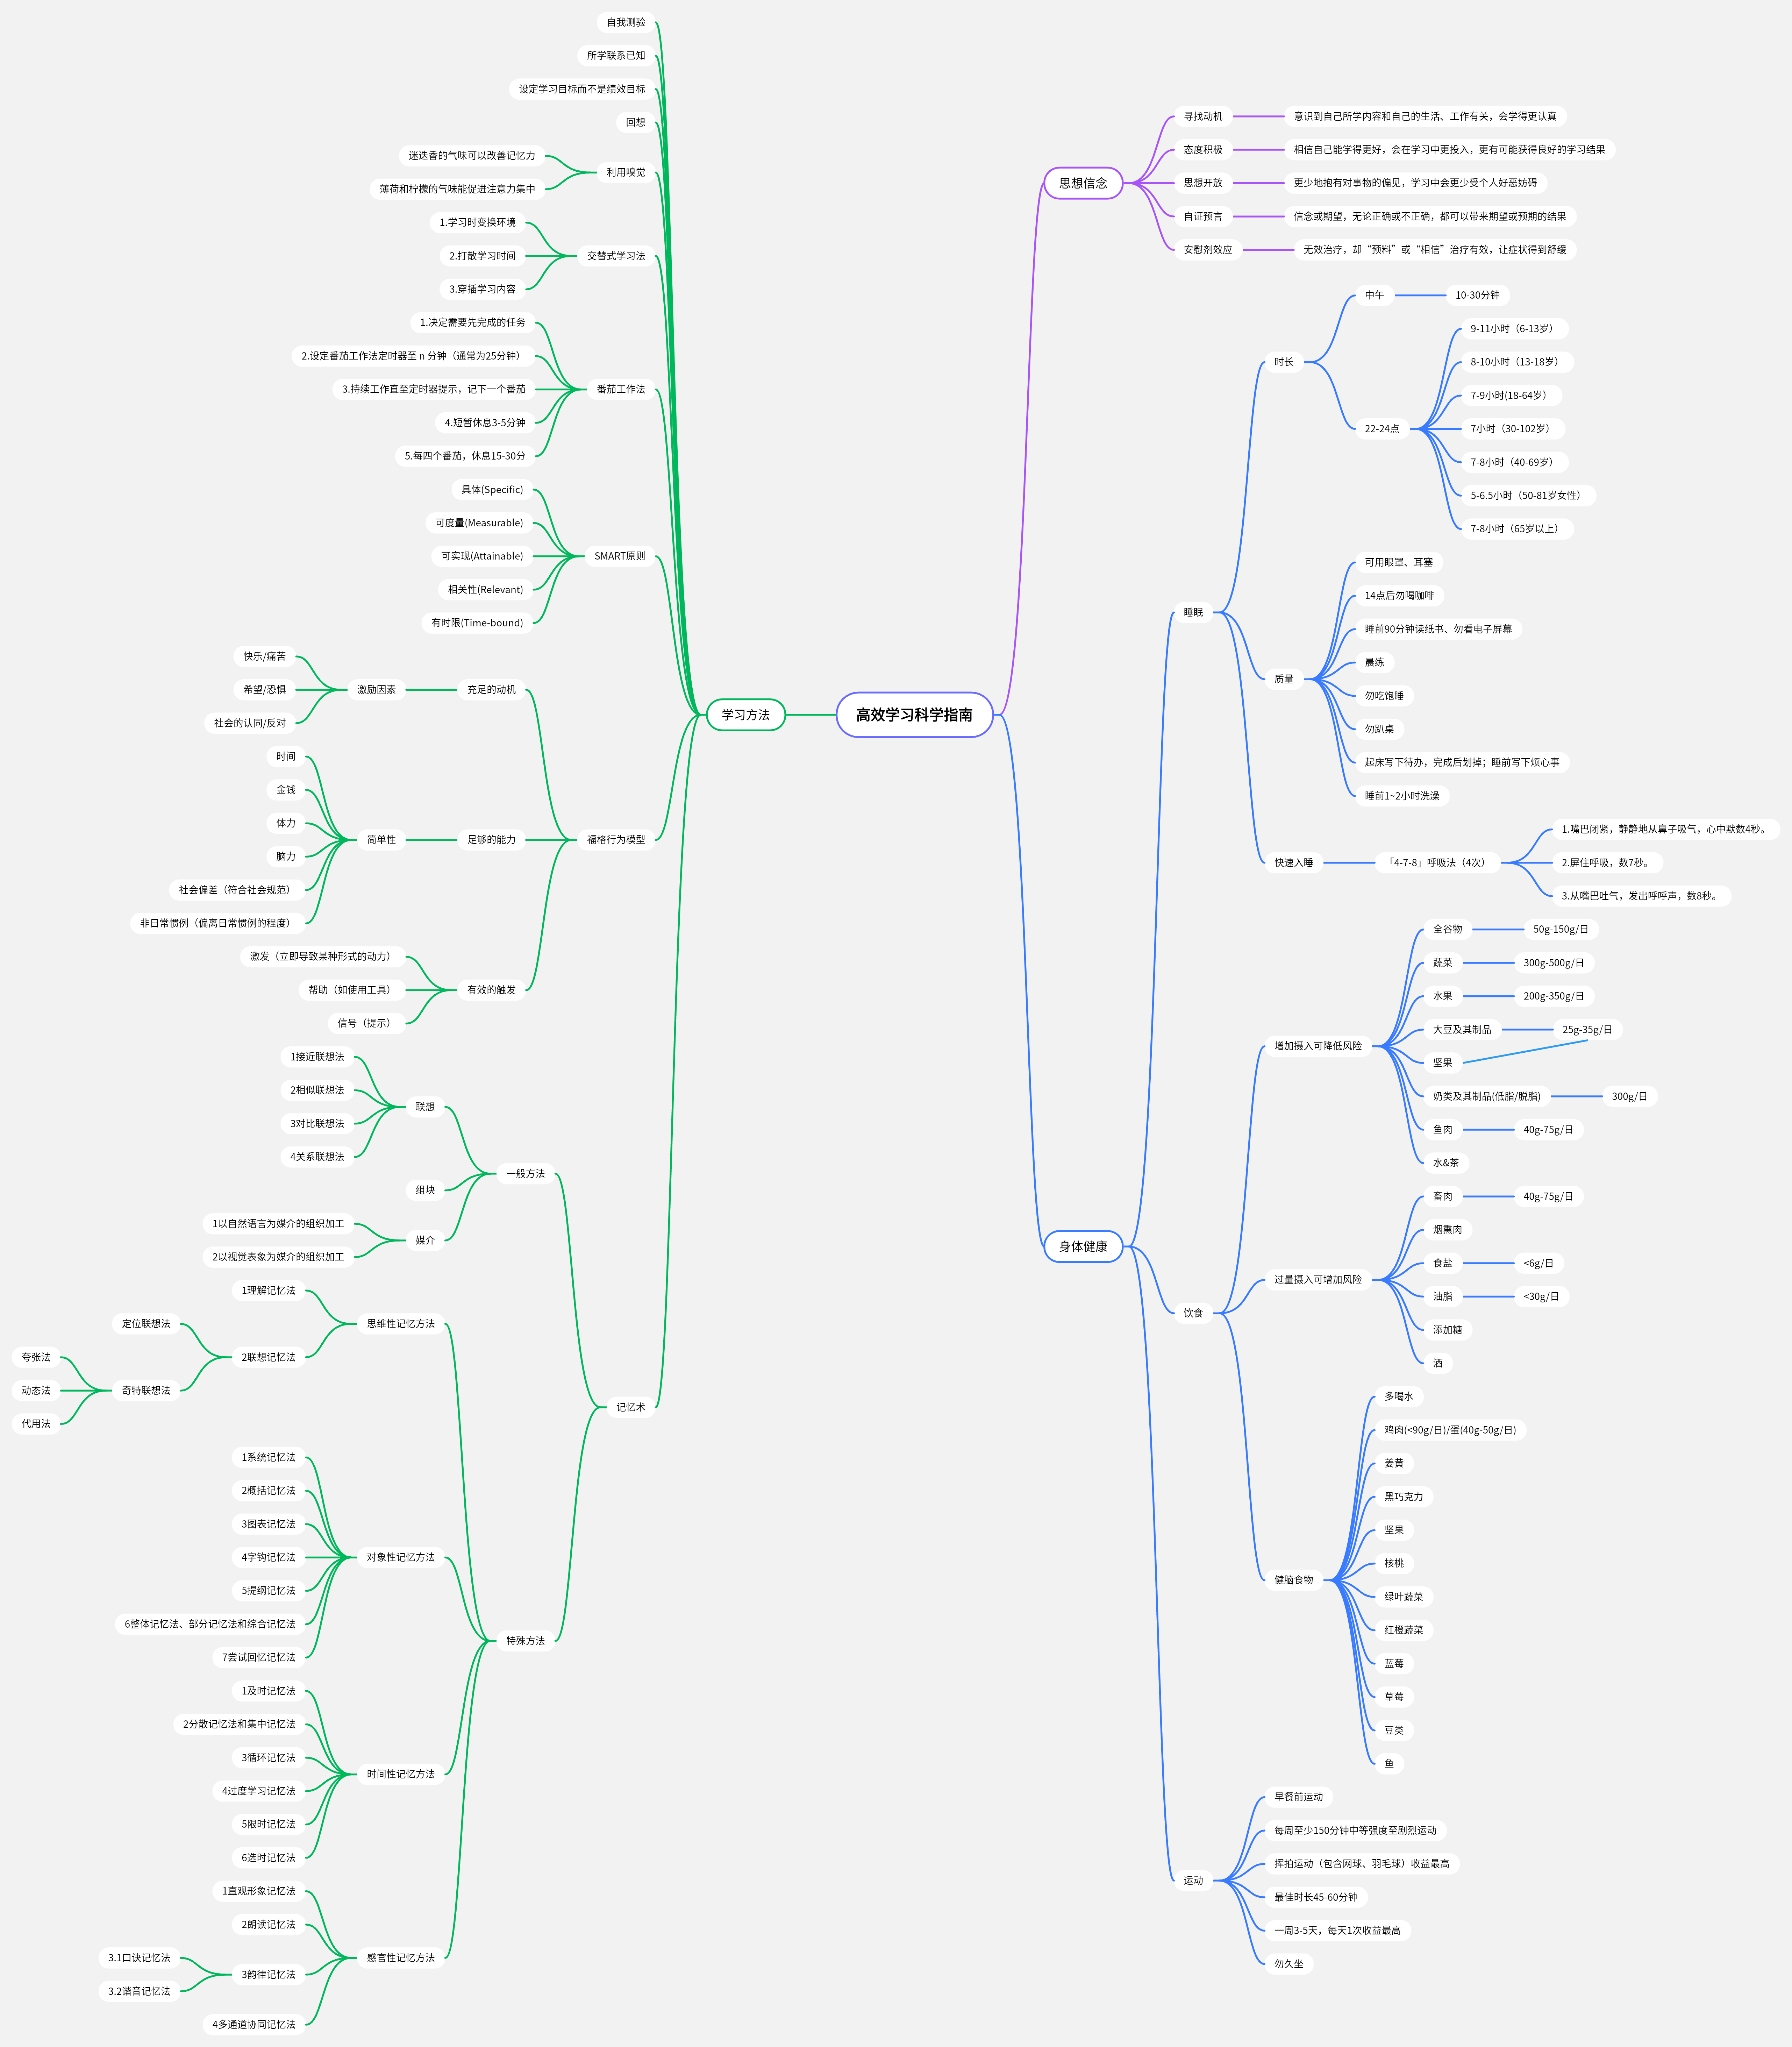 高效学习科学指南
思想信念
寻找动机
意识到自己所学内容和自己的生活、工作有关，会学得更认真
态度积极
相信自己能学得更好，会在学习中更投入，更有可能获得良好的学习结果
思想开放
更少地抱有对事物的偏见，学习中会更少受个人好恶妨碍
自证预言
信念或期望，无论正确或不正确，都可以带来期望或预期的结果
安慰剂效应
无效治疗，却“预料”或“相信”治疗有效，让症状得到舒缓
身体健康
睡眠
时长
中午
10-30分钟
22-24点
9-11小时（6-13岁）
8-10小时（13-18岁）
7-9小时(18-64岁）
7小时（30-102岁）
7-8小时（40-69岁）
5-6.5小时（50-81岁女性）
7-8小时（65岁以上）
质量
可用眼罩、耳塞
14点后勿喝咖啡
睡前90分钟读纸书、勿看电子屏幕
晨练
勿吃饱睡
勿趴桌
起床写下待办，完成后划掉；睡前写下烦心事
睡前1~2小时洗澡
快速入睡
「4-7-8」呼吸法（4次）
1.嘴巴闭紧，静静地从鼻子吸气，心中默数4秒。
2.屏住呼吸，数7秒。
3.从嘴巴吐气，发出呼呼声，数8秒。
饮食
增加摄入可降低风险
全谷物
50g-150g/日
蔬菜
300g-500g/日
水果
200g-350g/日
大豆及其制品
25g-35g/日
坚果
奶类及其制品(低脂/脱脂)
300g/日
鱼肉
40g-75g/日
水&茶
过量摄入可增加风险
畜肉
40g-75g/日
烟熏肉
食盐
<6g/日
油脂
<30g/日
添加糖
酒
健脑食物
多喝水
鸡肉(<90g/日)/蛋(40g-50g/日)
姜黄
黑巧克力
坚果
核桃
绿叶蔬菜
红橙蔬菜
蓝莓
草莓
豆类
鱼
运动
早餐前运动
每周至少150分钟中等强度至剧烈运动
挥拍运动（包含网球、羽毛球）收益最高
最佳时长45-60分钟
一周3-5天，每天1次收益最高
勿久坐
学习方法
自我测验
所学联系已知
设定学习目标而不是绩效目标
回想
利用嗅觉
迷迭香的气味可以改善记忆力
薄荷和柠檬的气味能促进注意力集中
交替式学习法
1.学习时变换环境
2.打散学习时间
3.穿插学习内容
番茄工作法
1.决定需要先完成的任务
2.设定番茄工作法定时器至 n 分钟（通常为25分钟）
3.持续工作直至定时器提示，记下一个番茄
4.短暂休息3-5分钟
5.每四个番茄，休息15-30分
SMART原则
具体(Specific)
可度量(Measurable)
可实现(Attainable)
相关性(Relevant)
有时限(Time-bound)
福格行为模型
充足的动机
激励因素
快乐/痛苦
希望/恐惧
社会的认同/反对
足够的能力
简单性
时间
金钱
体力
脑力
社会偏差（符合社会规范）
非日常惯例（偏离日常惯例的程度）
有效的触发
激发（立即导致某种形式的动力）
帮助（如使用工具）
信号（提示）
记忆术
一般方法
联想
1接近联想法
2相似联想法
3对比联想法
4关系联想法
组块
媒介
1以自然语言为媒介的组织加工
2以视觉表象为媒介的组织加工
特殊方法
思维性记忆方法
1理解记忆法
2联想记忆法
定位联想法
奇特联想法
夸张法
动态法
代用法
对象性记忆方法
1系统记忆法
2概括记忆法
3图表记忆法
4字钩记忆法
5提纲记忆法
6整体记忆法、部分记忆法和综合记忆法
7尝试回忆记忆法
时间性记忆方法
1及时记忆法
2分散记忆法和集中记忆法
3循环记忆法
4过度学习记忆法
5限时记忆法
6选时记忆法
感官性记忆方法
1直观形象记忆法
2朗读记忆法
3韵律记忆法
3.1口诀记忆法
3.2谐音记忆法
4多通道协同记忆法